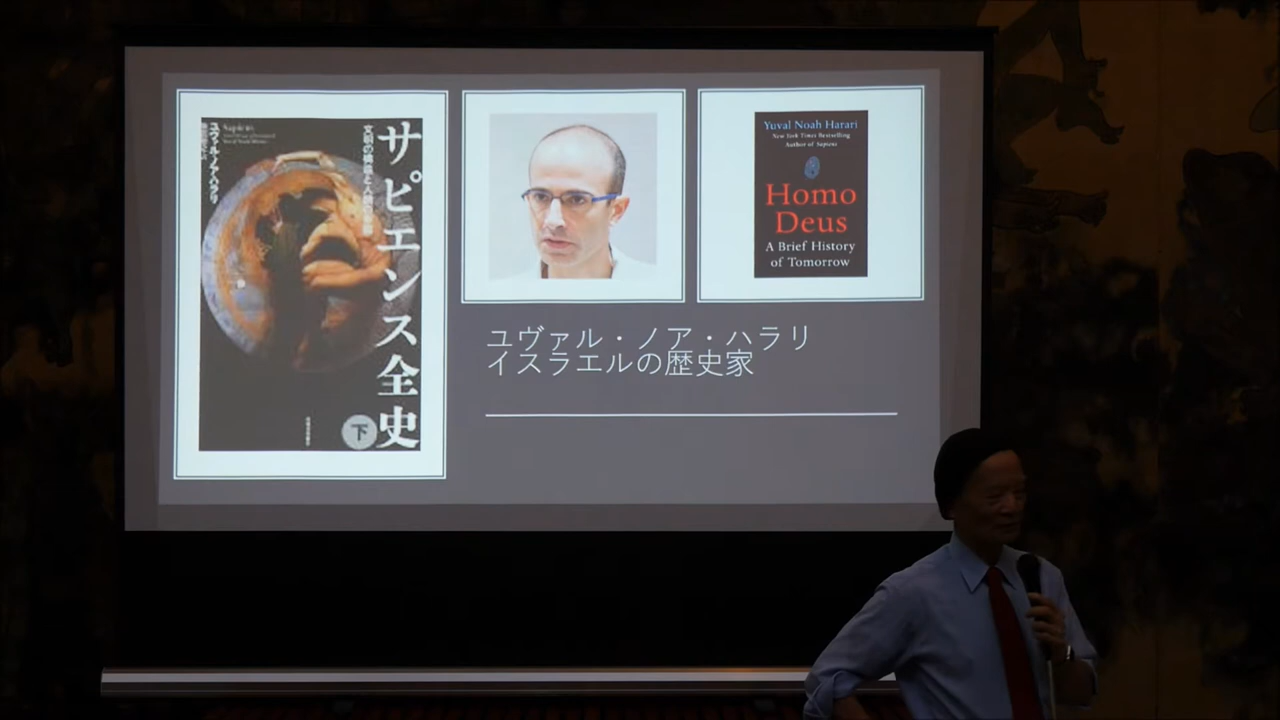 サピエンス全史
文明の構造と人類の幸福
ユヴァル・ノア・ハラリ
Sapiens
下
Yuval Noah Harari
New York Times Bestselling
Author of Sapiens
Homo
Deus
A Brief History
of Tomorrow
ユヴァル・ノア・ハラリ
イスラエルの歴史家